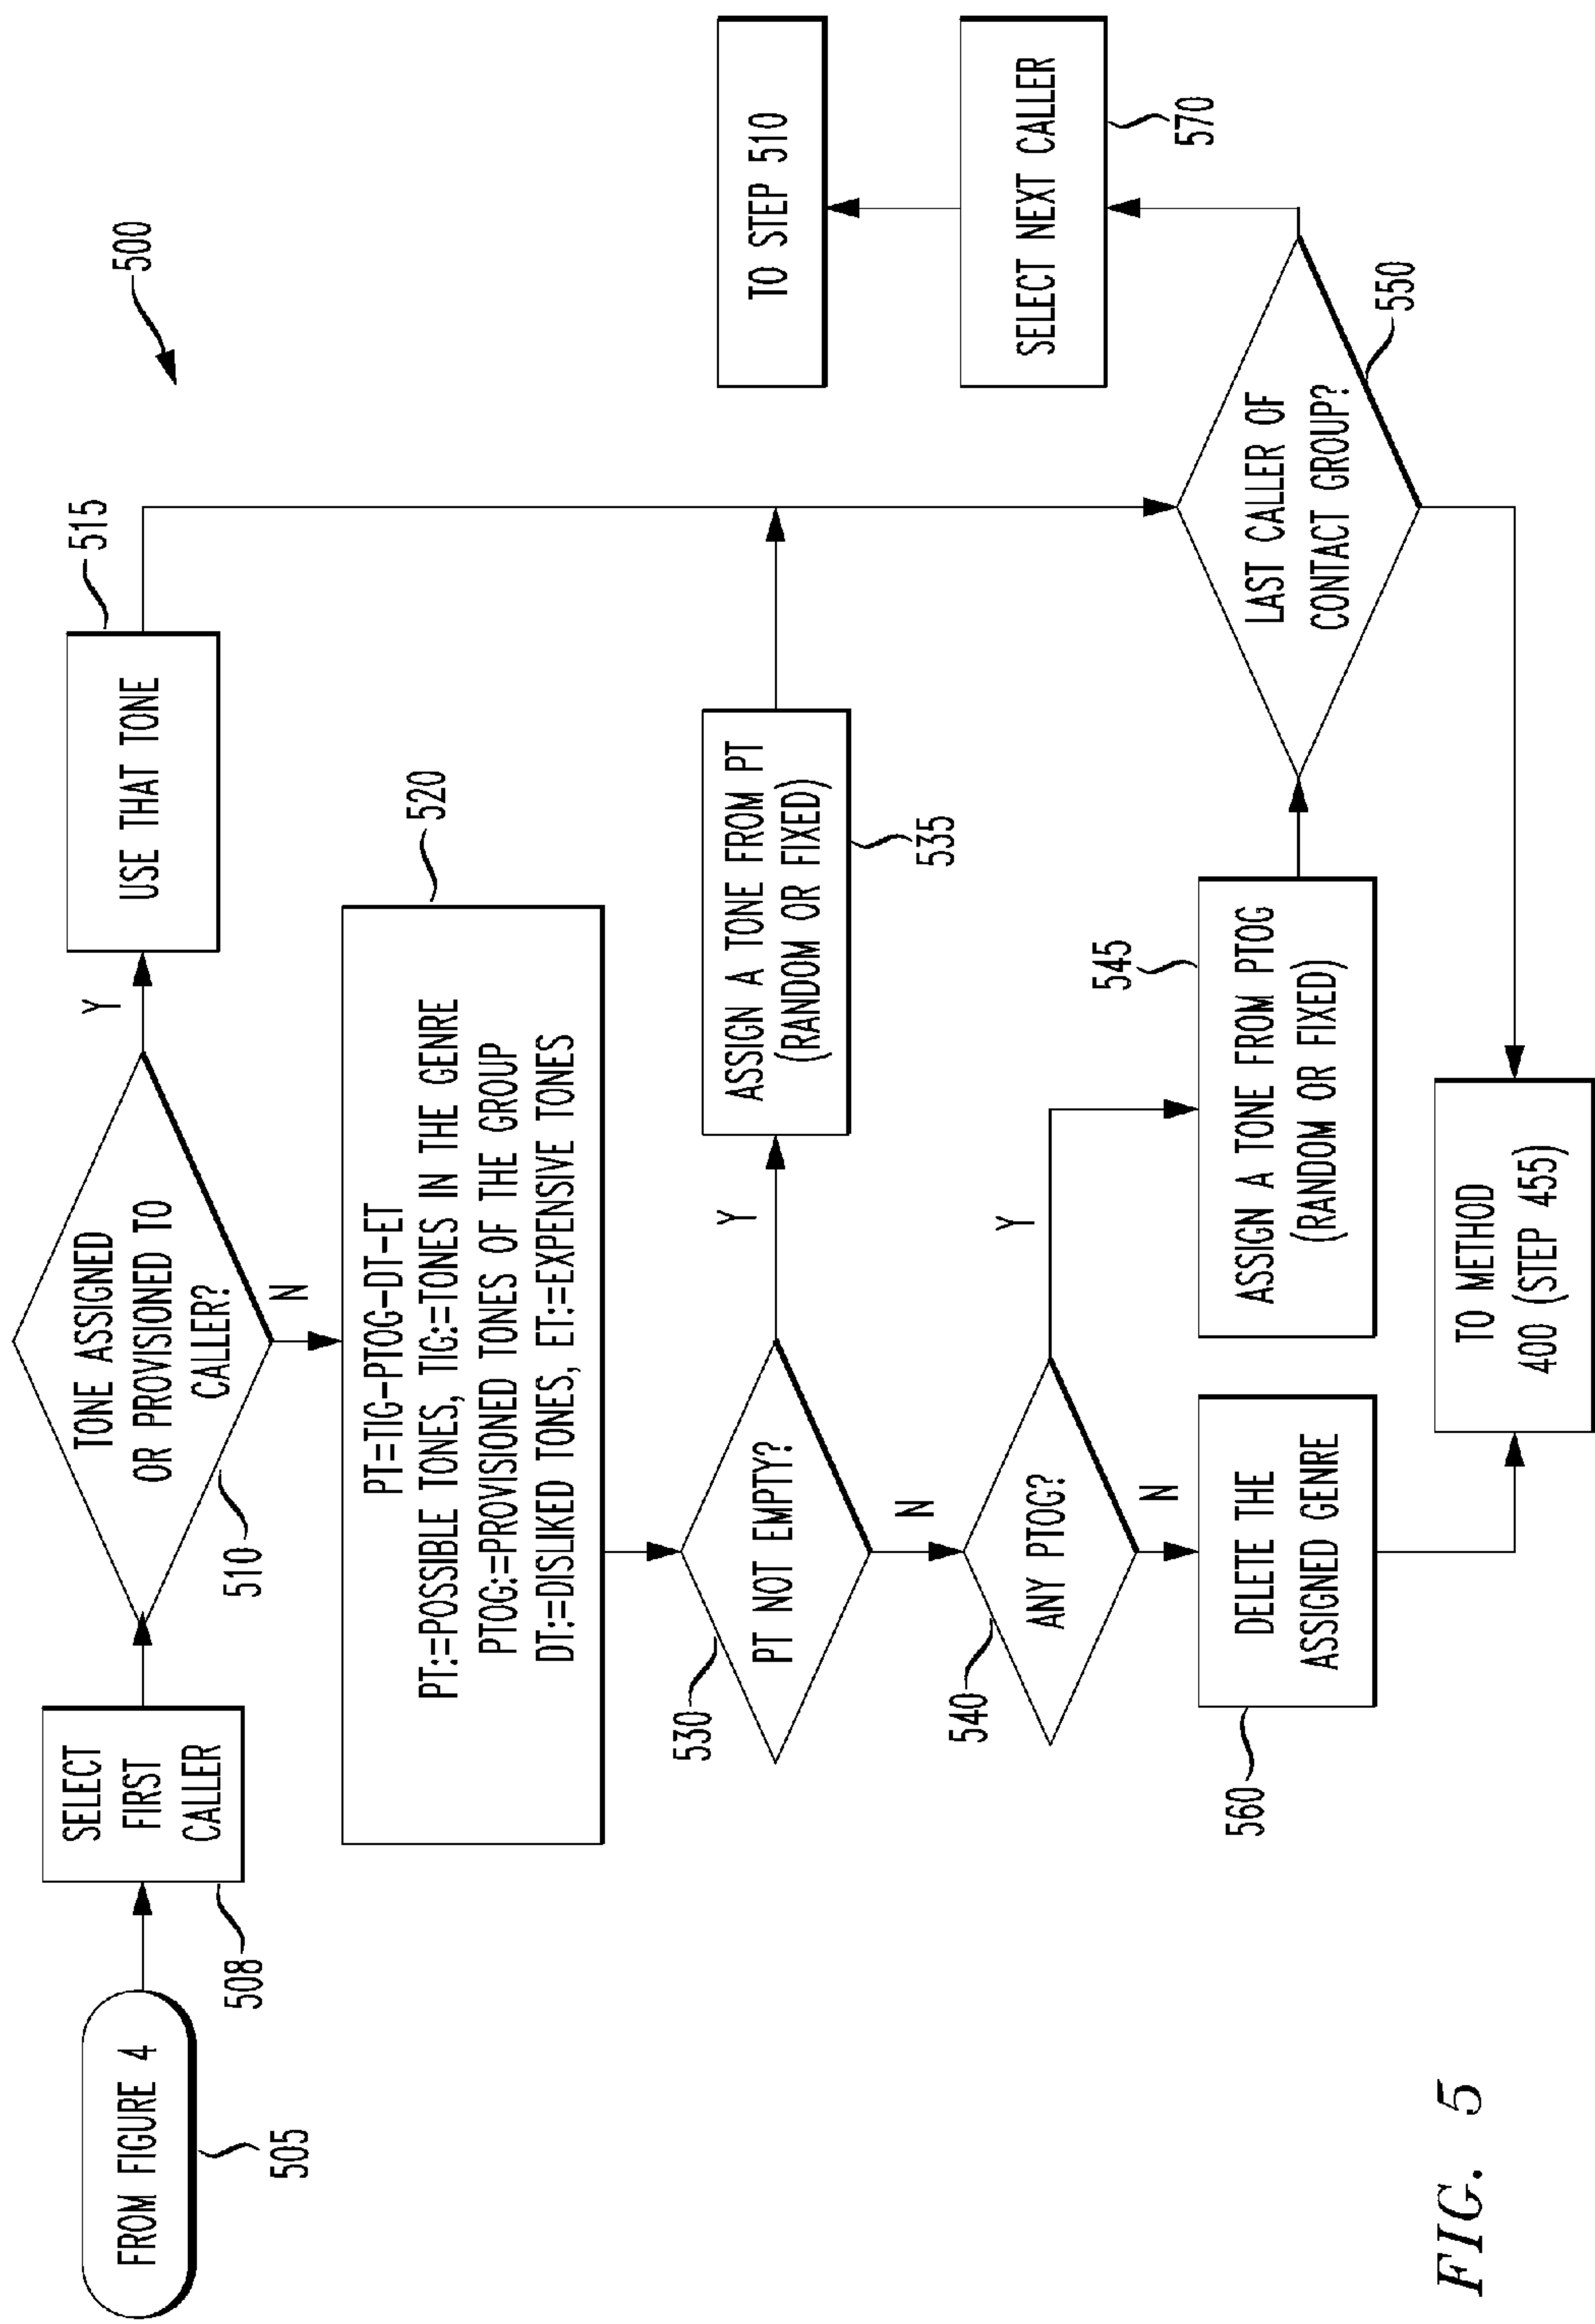 500
FROM FIGURE 4
505
SELECT
FIRST
CALLER
508
TONE ASSIGNED
OR PROVISIONED TO
CALLER?
510
Y
N
USE THAT TONE
515
PT=TIG-PTOG-DT-ET
PT:=POSSIBLE TONES, TIG:=TONES IN THE GENRE
PTOG:=PROVISIONED TONES OF THE GROUP
DT:=DISLIKED TONES, ET:=EXPENSIVE TONES
520
PT NOT EMPTY?
530
Y
N
ASSIGN A TONE FROM PT
(RANDOM OR FIXED)
535
ANY PTOG?
540
Y
N
ASSIGN A TONE FROM PTOG
(RANDOM OR FIXED)
545
DELETE THE
ASSIGNED GENRE
560
LAST CALLER OF
CONTACT GROUP?
550
SELECT NEXT CALLER
570
TO STEP 510
TO METHOD
400 (STEP 455)
FIG. 5